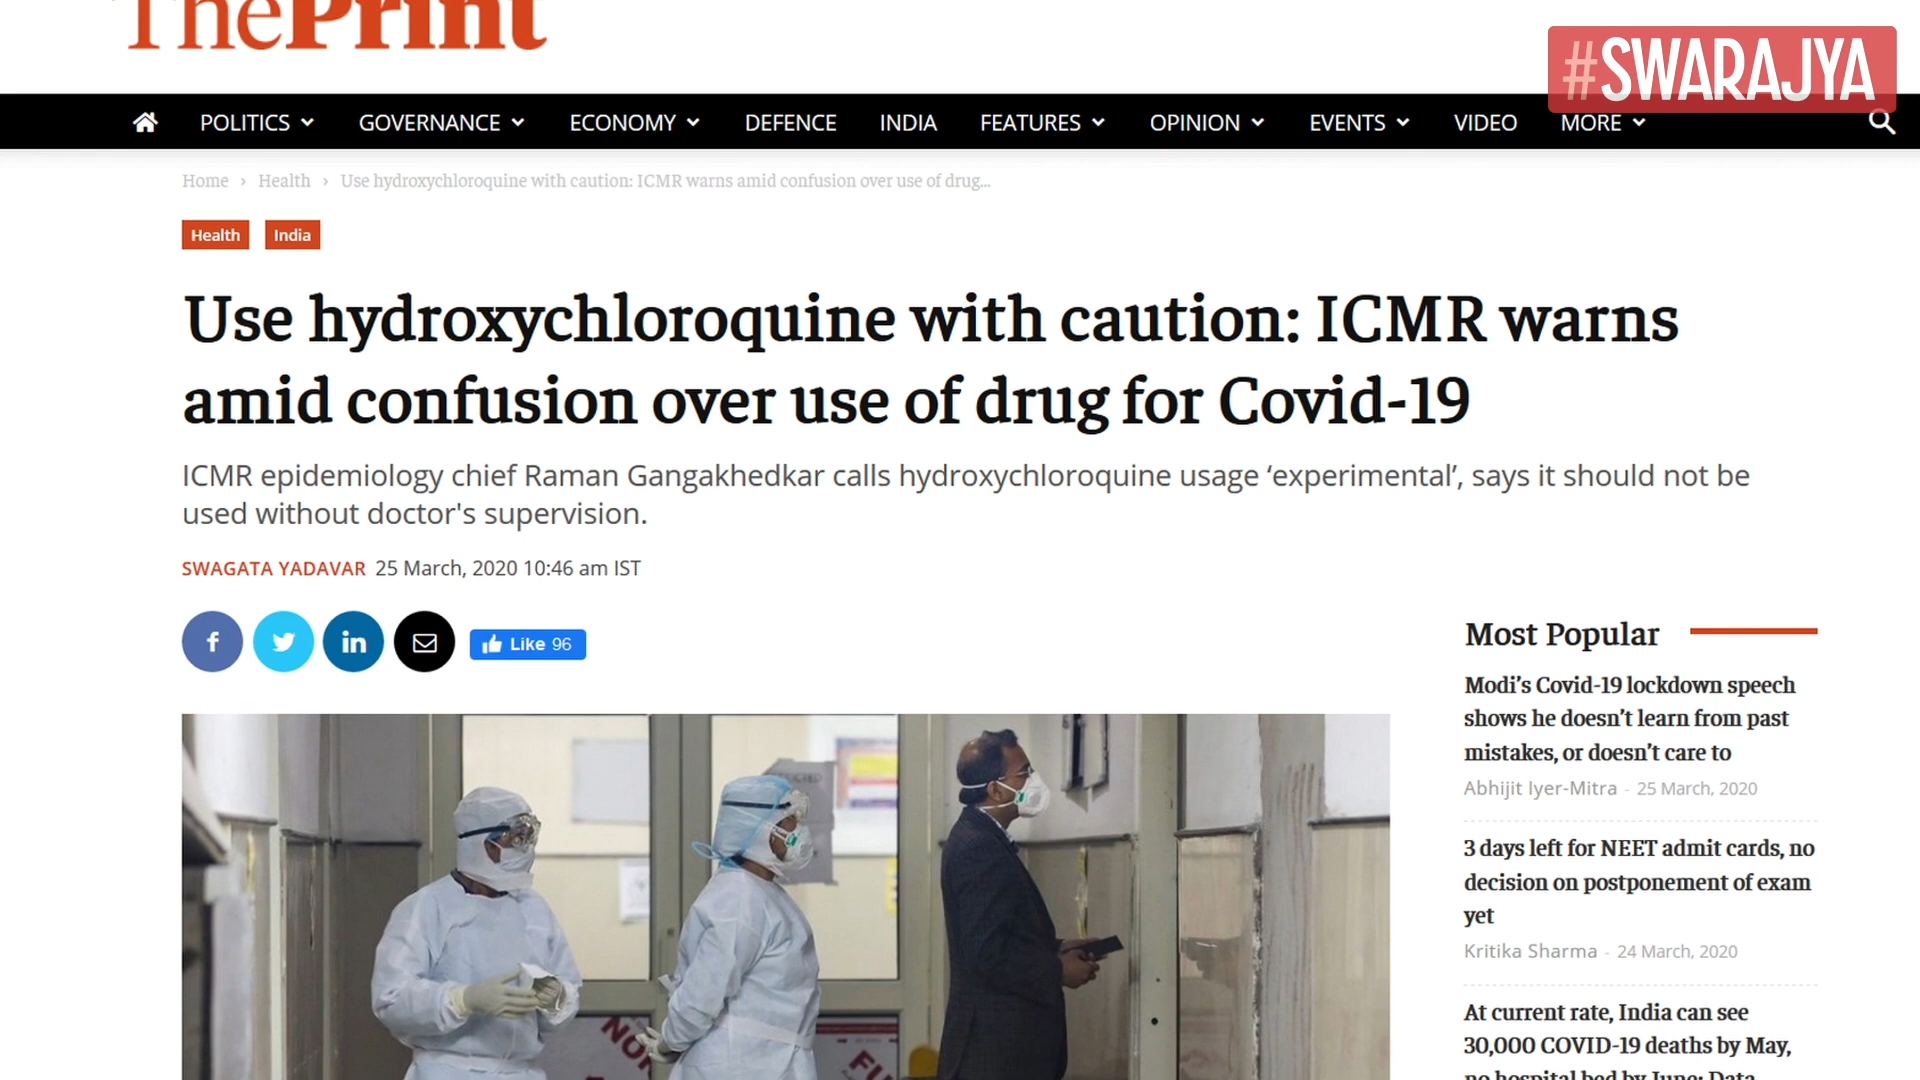 ThePrint
#SWARAJYA
POLITICS GOVERNANCE ECONOMY DEFENCE INDIA FEATURES OPINION EVENTS VIDEO MORE
Home › Health › Use hydroxychloroquine with caution: ICMR warns amid confusion over use of drug...
Health India
Use hydroxychloroquine with caution: ICMR warns
amid confusion over use of drug for Covid-19
ICMR epidemiology chief Raman Gangakhedkar calls hydroxychloroquine usage ‘experimental’, says it should not be
used without doctor's supervision.
SWAGATA YADAVAR 25 March, 2020 10:46 am IST
f in Like 96
Most Popular
Modi’s Covid-19 lockdown speech
shows he doesn’t learn from past
mistakes, or doesn’t care to
Abhijit Iyer-Mitra - 25 March, 2020
3 days left for NEET admit cards, no
decision on postponement of exam
yet
Kritika Sharma - 24 March, 2020
At current rate, India can see
30,000 COVID-19 deaths by May,
no hospital bed by June: Data